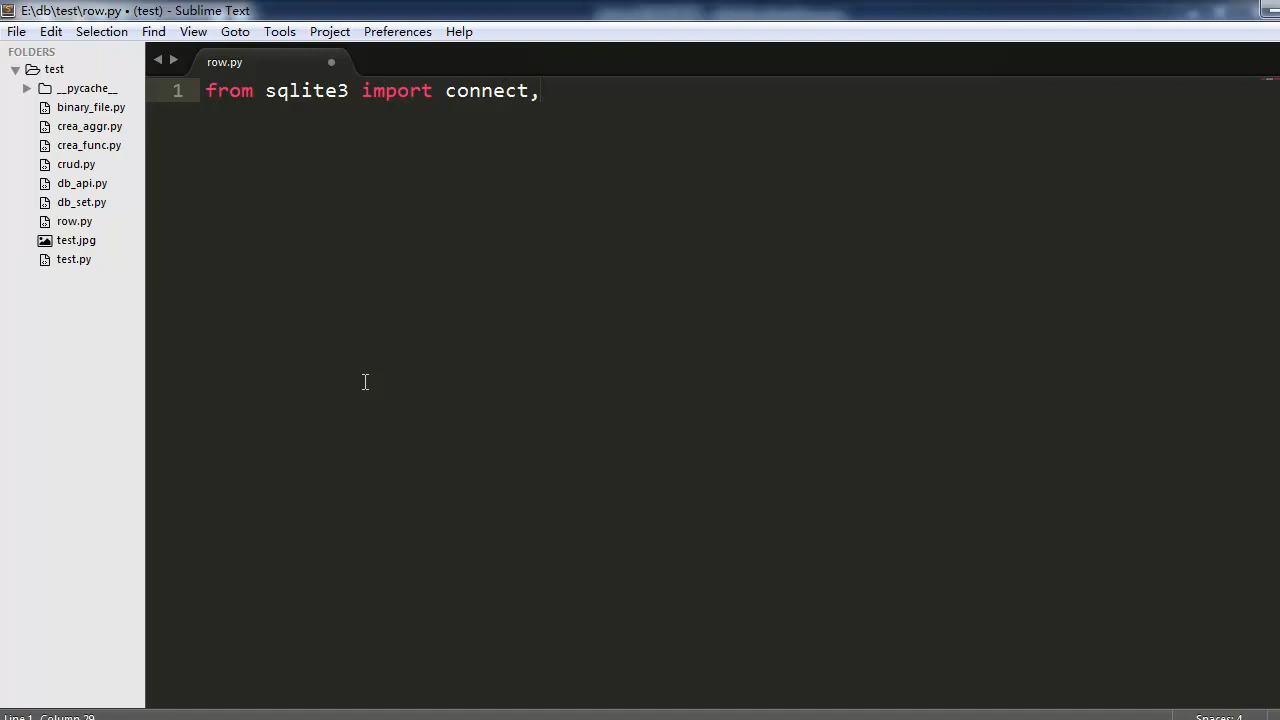 E:\db\test\row.py • (test) - Sublime Text
File Edit Selection Find View Goto Tools Project Preferences Help
FOLDERS
test
__pycache__
binary_file.py
crea_aggr.py
crea_func.py
crud.py
db_api.py
db_set.py
row.py
test.jpg
test.py
row.py
1 from sqlite3 import connect,
Line 1, Column 29
Spaces: 4